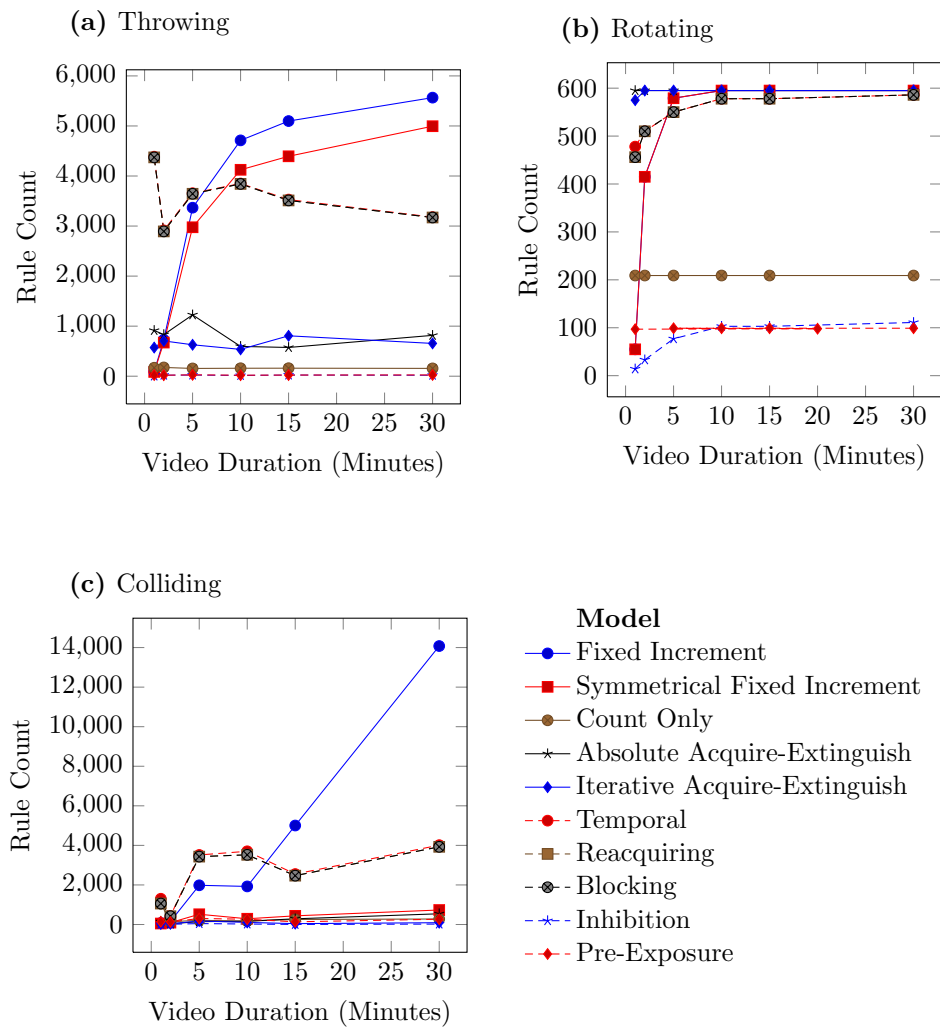 (a) Throwing
6,000
5,000
4,000
3,000
2,000
1,000
0
Rule Count
0 5 10 15 20 25 30
Video Duration (Minutes)
(b) Rotating
600
500
400
300
200
100
0
Rule Count
0 5 10 15 20 25 30
Video Duration (Minutes)
(c) Colliding
14,000
12,000
10,000
8,000
6,000
4,000
2,000
0
Rule Count
0 5 10 15 20 25 30
Video Duration (Minutes)
Model
Fixed Increment
Symmetrical Fixed Increment
Count Only
Absolute Acquire-Extinguish
Iterative Acquire-Extinguish
Temporal
Reacquiring
Blocking
Inhibition
Pre-Exposure